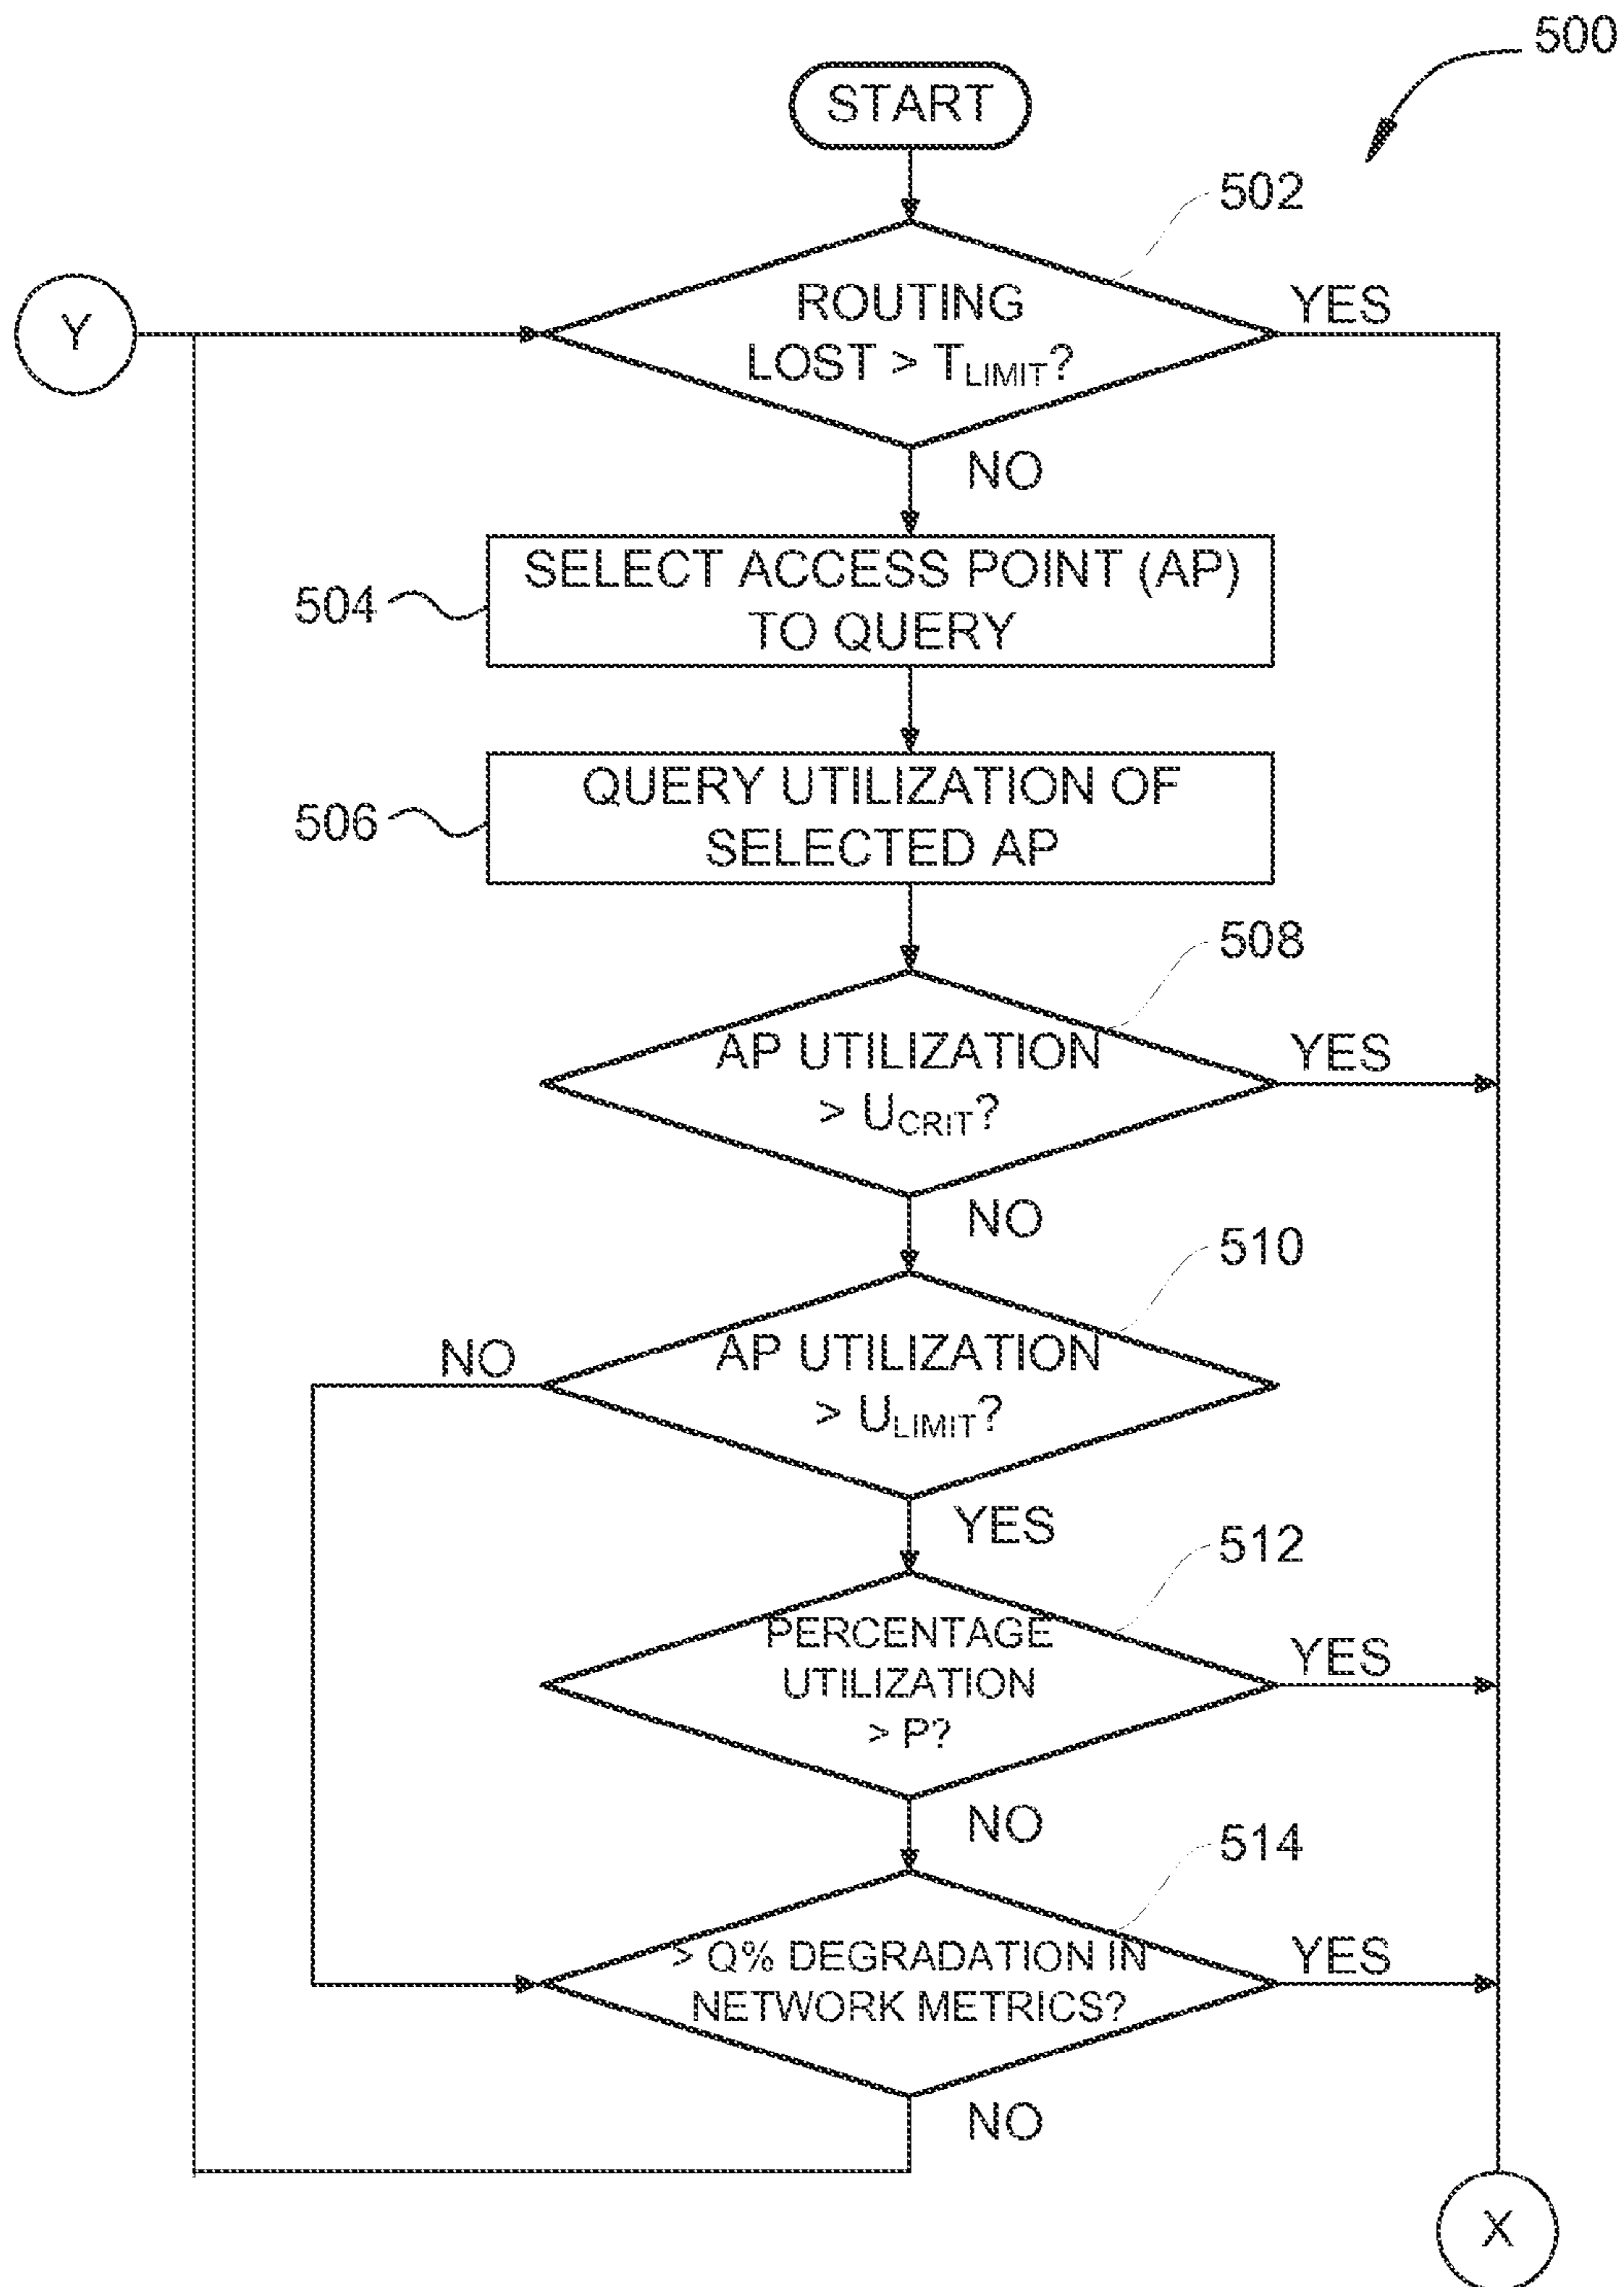 500
START
502
Y
ROUTING
LOST > TLIMIT?
YES
NO
504
SELECT ACCESS POINT (AP)
TO QUERY
506
QUERY UTILIZATION OF
SELECTED AP
508
AP UTILIZATION
> UCRIT?
YES
NO
510
NO
AP UTILIZATION
> ULIMIT?
YES
512
PERCENTAGE
UTILIZATION
> P?
YES
NO
514
> Q% DEGRADATION IN
NETWORK METRICS?
YES
NO
X